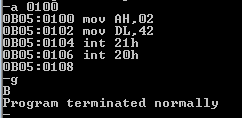 -a 0100
0B05:0100 mov AH,02
0B05:0102 mov DL,42
0B05:0104 int 21h
0B05:0106 int 20h
0B05:0108
-g
B
Program terminated normally
-